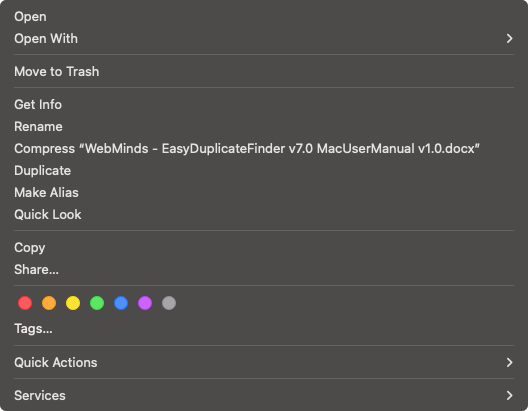 Open
Open With
Move to Trash
Get Info
Rename
Compress “WebMinds - EasyDuplicateFinder v7.0 MacUserManual v1.0.docx”
Duplicate
Make Alias
Quick Look
Copy
Share...
Tags...
Quick Actions
Services